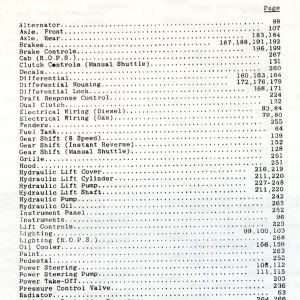 Page
Alternator 88
Axle, Front 107
Axle, Rear 183,184
Brakes 187,188,191,192
Brake Controls 196,199
Cab (R.O.P.S.) 267
Clutch Controls (Manual Shuttle) 131
Decals 260
Differential 160,163,164
Differential Housing 172,176,179
Differential Lock 168,171
Draft Response Control 224
Dual Clutch 132
Electrical Wiring (Diesel) 83,84
Electrical Wiring (Gas) 79,80
Fenders 255
Fuel Tank 64
Gear Shift (8 Speed) 139
Gear Shift (Instant Reverse) 152
Gear Shift (Manual Shuttle) 128
Grille 251
Hood 251
Hydraulic Lift Cover 216,219
Hydraulic Lift Cylinder 211,220
Hydraulic Lift Pump 227-248
Hydraulic Lift Shaft 211,220
Hydraulic Pump 242
Hydraulic Oil 263
Instrument Panel 252
Instruments 96
Lift Controls 223
Lighting 99,100,103
Lighting (R.O.P.S.) 268
Oil Cooler 156,159
Paint 263
Pedestal 252
Power Steering 108,112
Power Steering Pump 111,115
Power Take-Off 203
Pressure Control Valve 236
Radiator 63